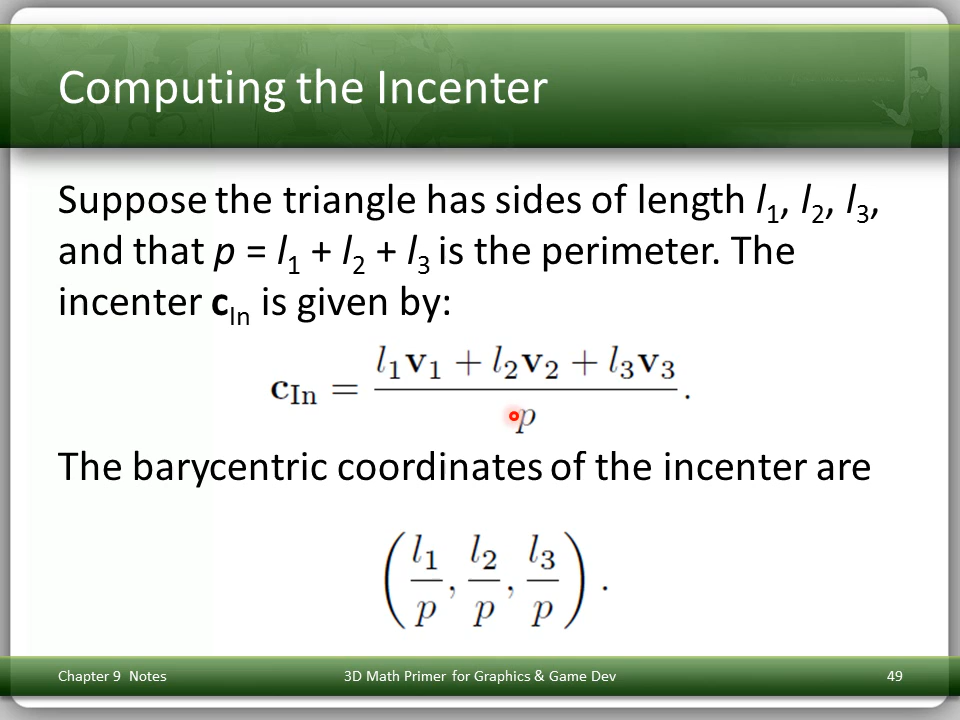 Computing the Incenter
Suppose the triangle has sides of length l₁, l₂, l₃,
and that p = l₁ + l₂ + l₃ is the perimeter. The
incenter c_In is given by:
c_In = (l₁v₁ + l₂v₂ + l₃v₃) / p.
The barycentric coordinates of the incenter are
(l₁/p, l₂/p, l₃/p).
Chapter 9 Notes 3D Math Primer for Graphics & Game Dev 49